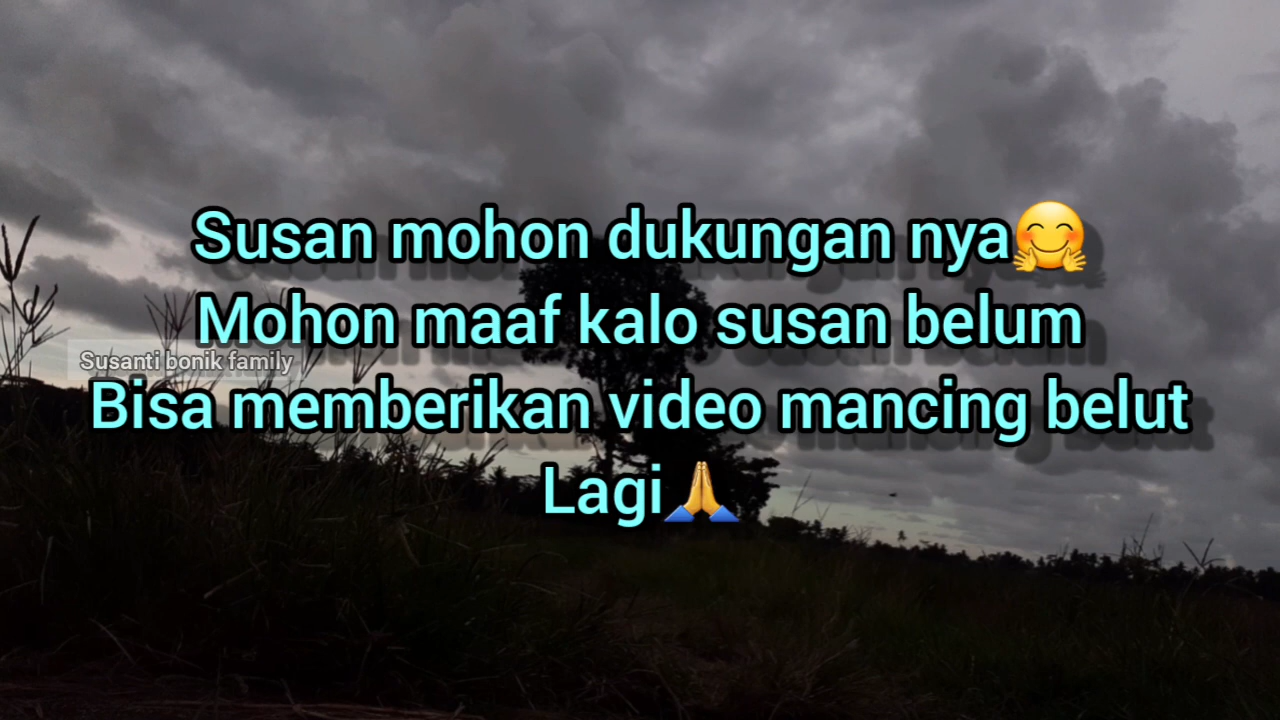 Susan mohon dukungan nya🤗
Mohon maaf kalo susan belum
Susanti bonik family
Bisa memberikan video mancing belut
Lagi🙏